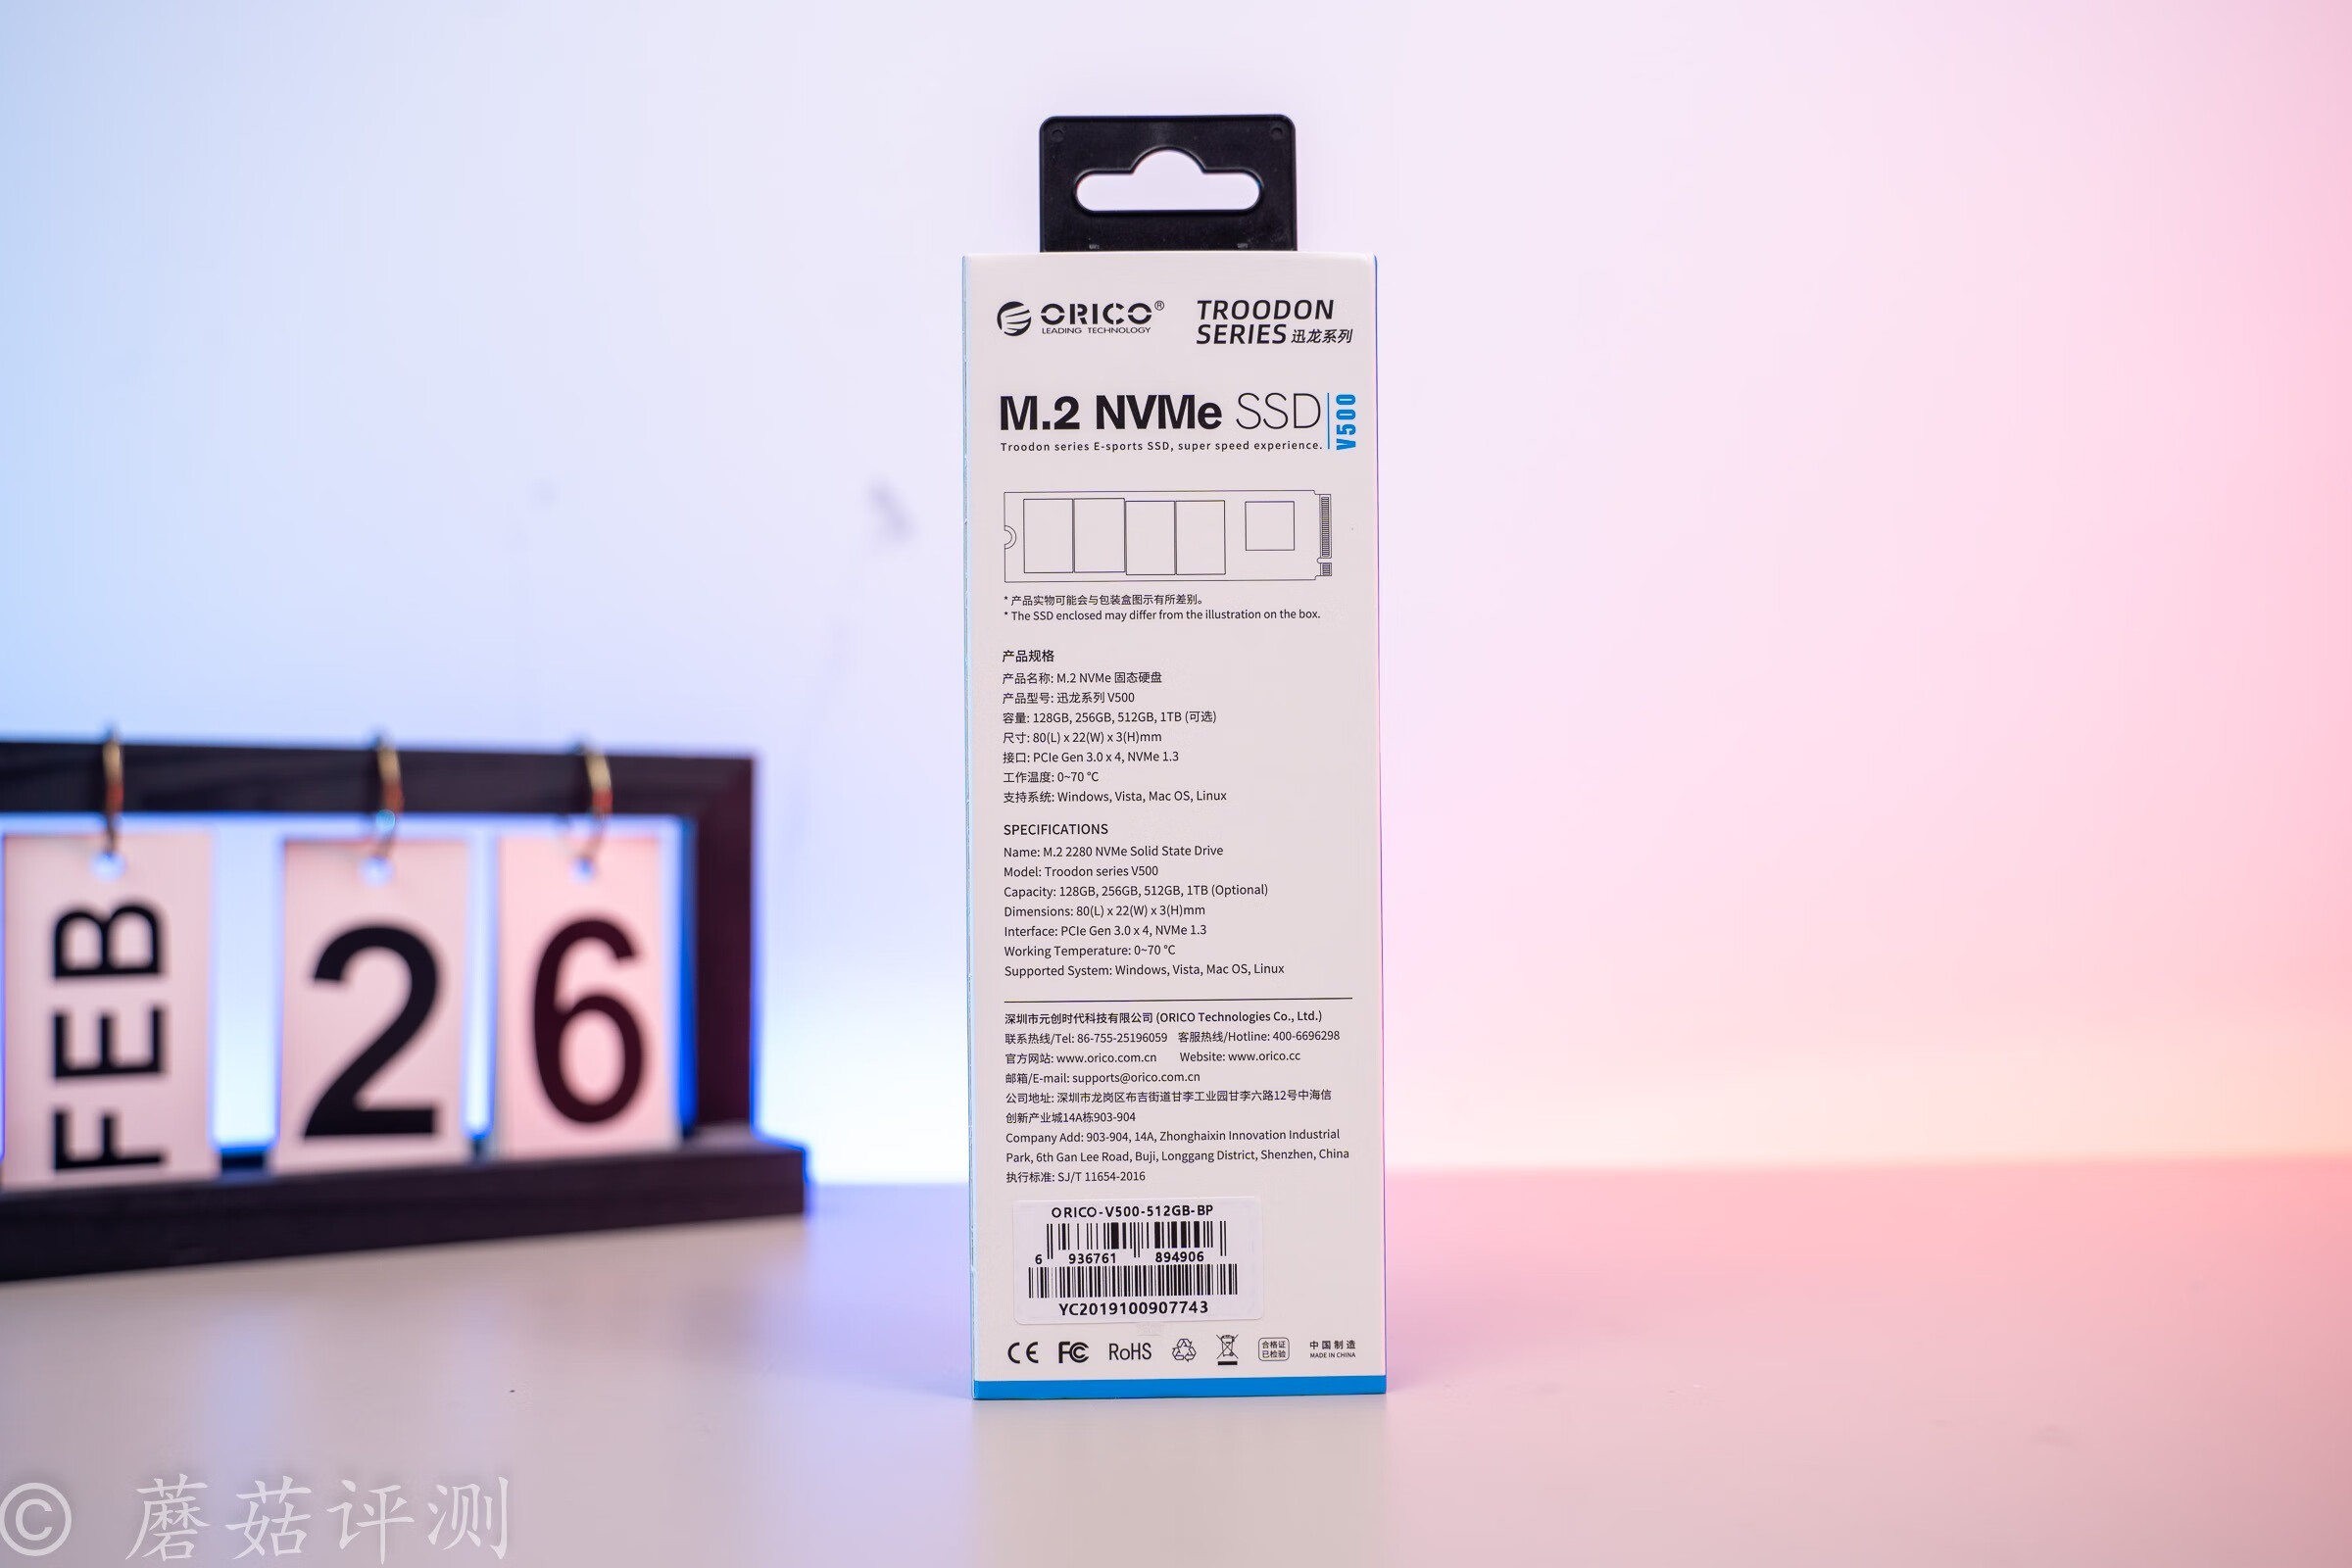 ORICO®
LEADING TECHNOLOGY
TROODON
SERIES 迅龙系列
M.2 NVMe SSD
V500
Troodon series E-sports SSD, super speed experience.
* 产品实物可能会与包装盒图示有所差别。
* The SSD enclosed may differ from the illustration on the box.
产品规格
产品名称: M.2 NVMe 固态硬盘
产品型号: 迅龙系列 V500
容量: 128GB, 256GB, 512GB, 1TB (可选)
尺寸: 80(L) x 22(W) x 3(H)mm
接口: PCIe Gen 3.0 x 4, NVMe 1.3
工作温度: 0~70 ℃
支持系统: Windows, Vista, Mac OS, Linux
SPECIFICATIONS
Name: M.2 2280 NVMe Solid State Drive
Model: Troodon series V500
Capacity: 128GB, 256GB, 512GB, 1TB (Optional)
Dimensions: 80(L) x 22(W) x 3(H)mm
Interface: PCIe Gen 3.0 x 4, NVMe 1.3
Working Temperature: 0~70 ℃
Supported System: Windows, Vista, Mac OS, Linux
深圳市元创时代科技有限公司 (ORICO Technologies Co., Ltd.)
联系热线/Tel: 86-755-25196059 客服热线/Hotline: 400-6696298
官方网站: www.orico.com.cn Website: www.orico.cc
邮箱/E-mail: supports@orico.com.cn
公司地址: 深圳市龙岗区布吉街道甘李工业园甘李六路12号中海信
创新产业城14A栋903-904
Company Add: 903-904, 14A, Zhonghaixin Innovation Industrial
Park, 6th Gan Lee Road, Buji, Longgang District, Shenzhen, China
执行标准: SJ/T 11654-2016
ORICO-V500-512GB-BP
6 936761 894906
YC2019100907743
CE FC RoHS
合格证
已检验
中国制造
MADE IN CHINA
FEB 26
© 蘑菇评测